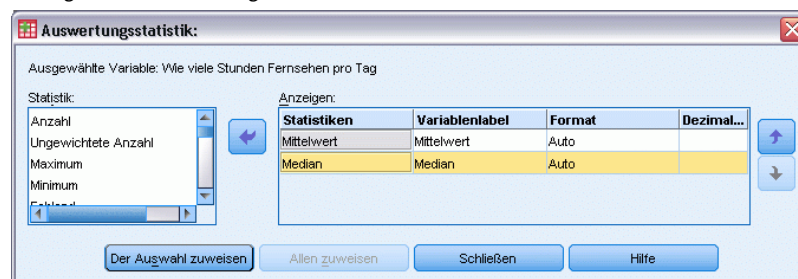 Auswertungsstatistik:
Ausgewählte Variable: Wie viele Stunden Fernsehen pro Tag
Statistik:
Anzahl
Ungewichtete Anzahl
Maximum
Minimum
Anzeigen:
Statistiken Variablenlabel Format Dezimal...
Mittelwert Mittelwert Auto
Median Median Auto
Der Auswahl zuweisen Allen zuweisen Schließen Hilfe